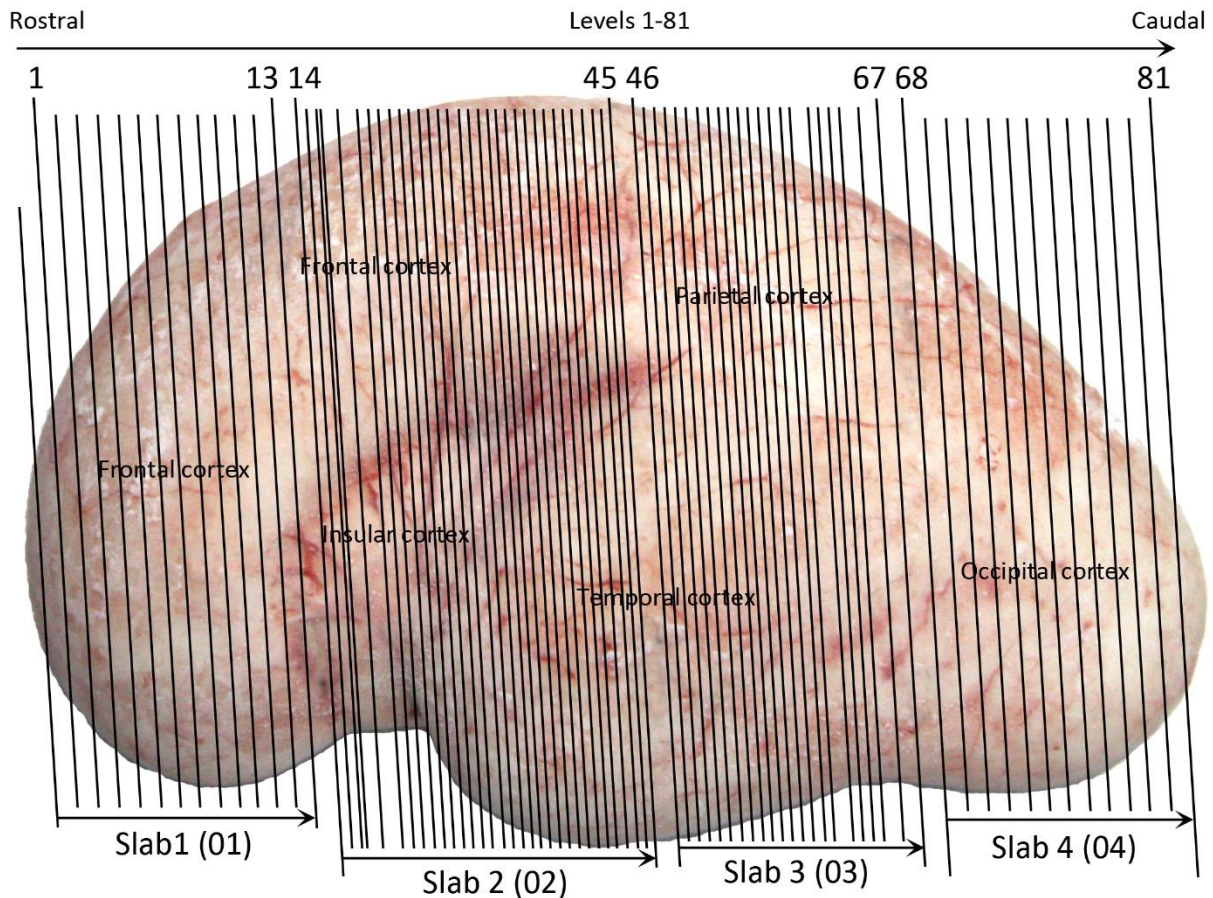 Rostral
Levels 1-81
Caudal
1
13 14
45 46
67 68
81
Frontal cortex
Parietal cortex
Frontal cortex
Insular cortex
Temporal cortex
Occipital cortex
Slab1 (01)
Slab 2 (02)
Slab 3 (03)
Slab 4 (04)